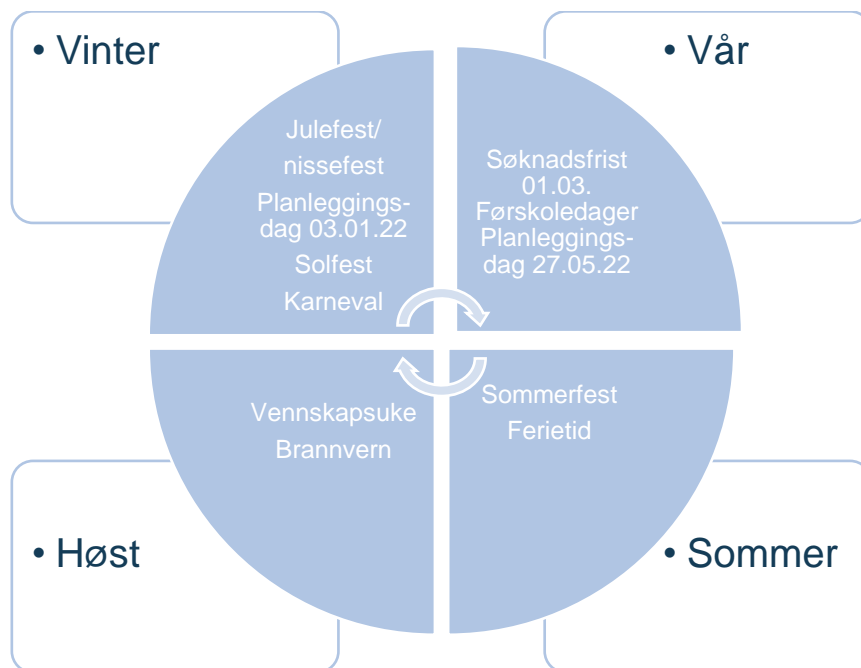 • Vinter
Julefest/
nissefest
Planleggings-
dag 03.01.22
Solfest
Karneval
• Vår
Søknadsfrist
01.03.
Førskoledager
Planleggings-
dag 27.05.22
Vennskapsuke
Brannvern
• Høst
Sommerfest
Ferietid
• Sommer